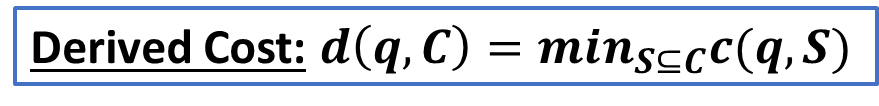 Derived Cost: d(q, C) = min_{S⊆C} c(q, S)